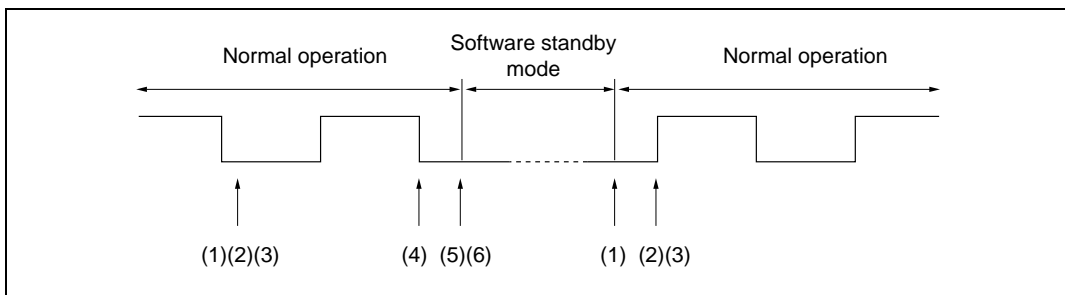 Normal operation
Software standby
mode
Normal operation
(1)(2)(3)
(4)
(5)(6)
(1)
(2)(3)